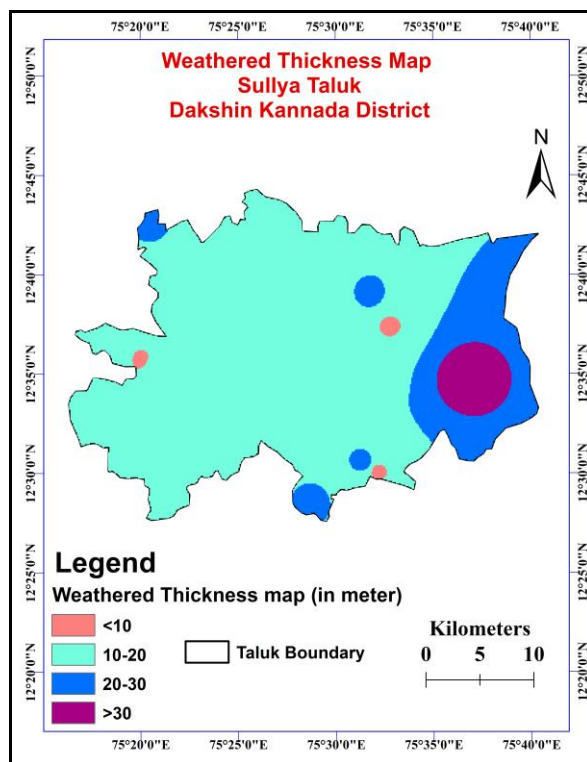 75°20'0"E 75°25'0"E 75°30'0"E 75°35'0"E 75°40'0"E
Weathered Thickness Map
Sullya Taluk
Dakshin Kannada District
N
12°50'0"N 12°50'0"N
12°45'0"N 12°45'0"N
12°40'0"N 12°40'0"N
12°35'0"N 12°35'0"N
12°30'0"N 12°30'0"N
12°25'0"N 12°25'0"N
12°20'0"N 12°20'0"N
Legend
Weathered Thickness map (in meter)
<10
10-20
20-30
>30
Taluk Boundary
Kilometers
0 5 10
75°20'0"E 75°25'0"E 75°30'0"E 75°35'0"E 75°40'0"E